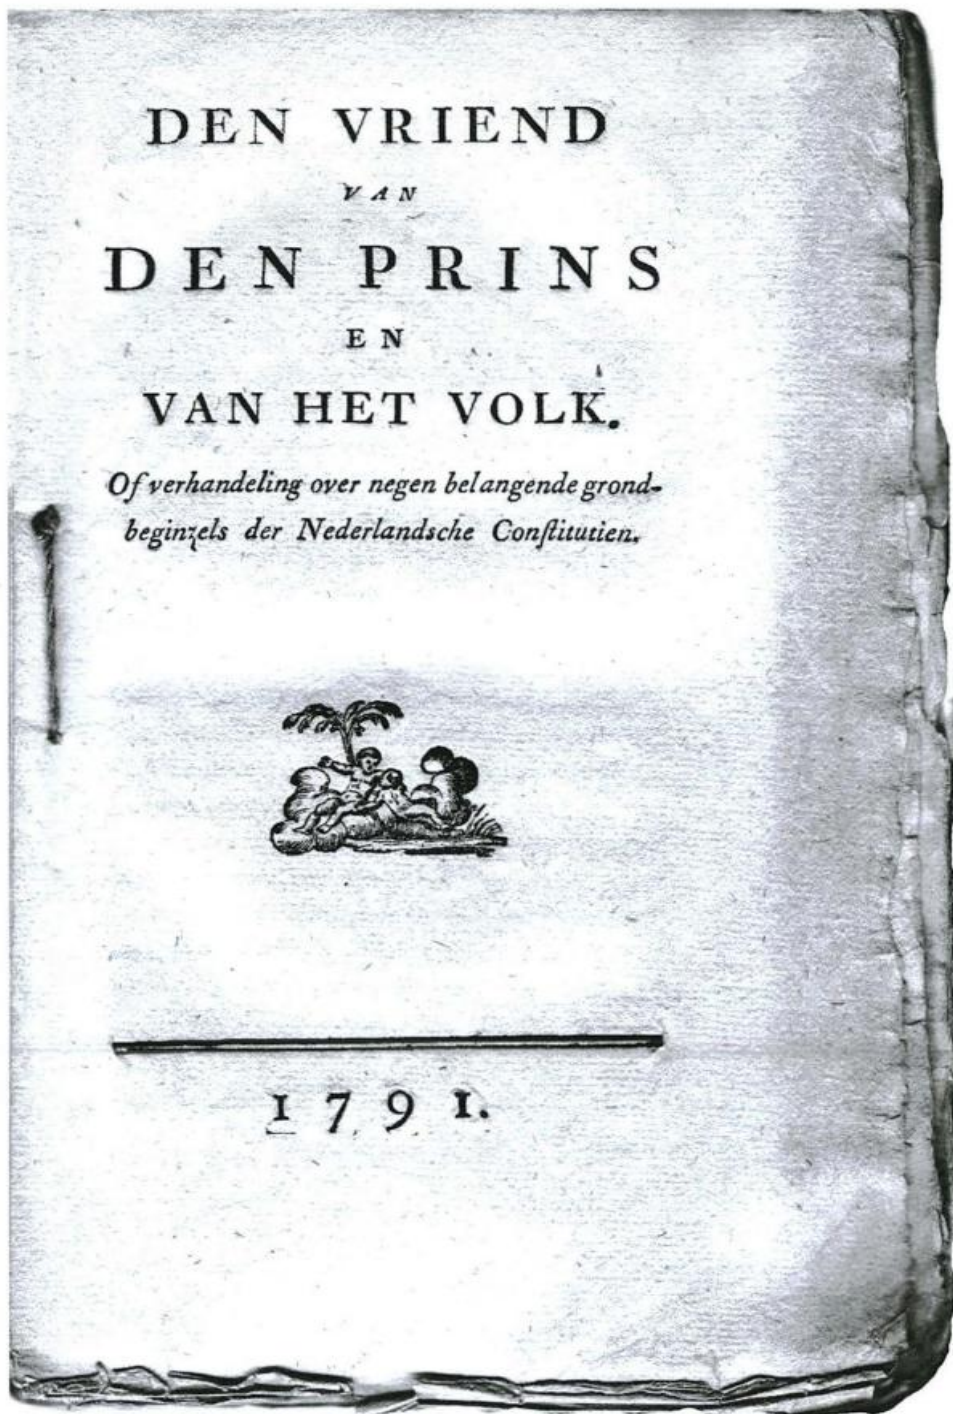 DEN VRIEND
VAN
DEN PRINS
EN
VAN HET VOLK.
Of verhandeling over negen belangende grond-
beginzels der Nederlandsche Conſtitutien.
1791.